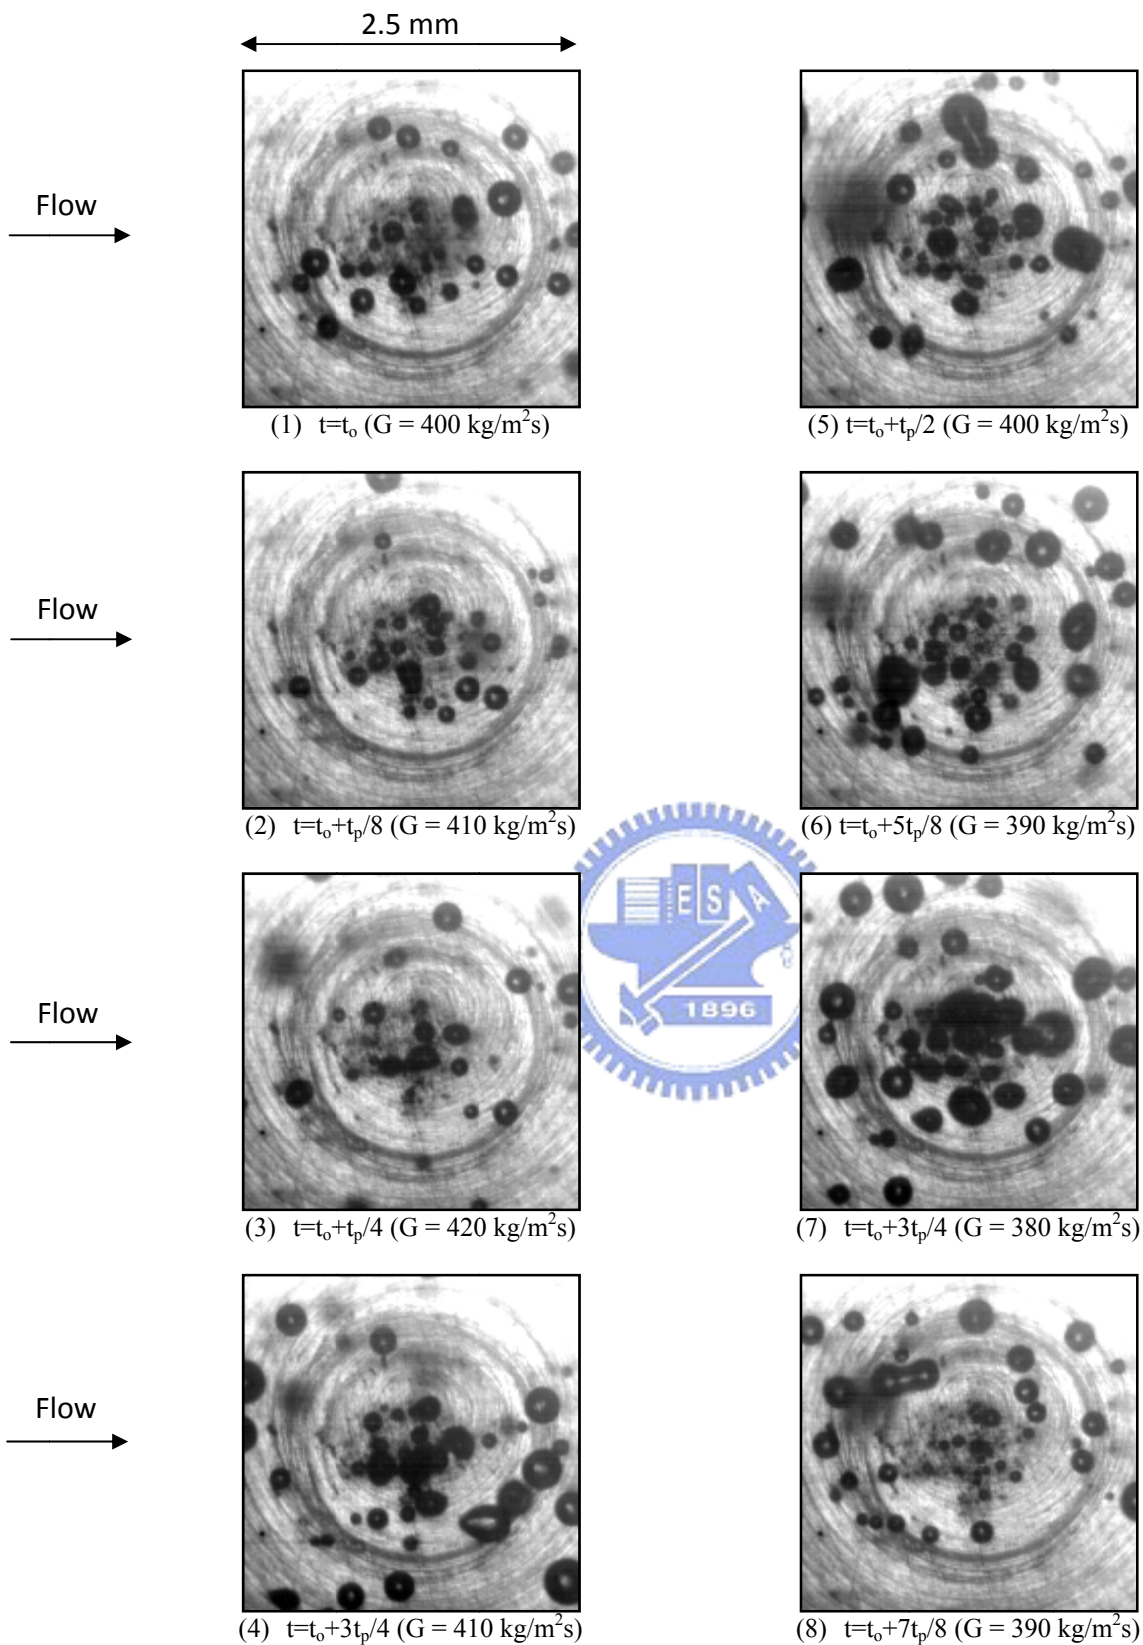 2.5 mm
Flow
(1) t=tₒ (G = 400 kg/m²s)
(5) t=tₒ+tₚ/2 (G = 400 kg/m²s)
Flow
(2) t=tₒ+tₚ/8 (G = 410 kg/m²s)
(6) t=tₒ+5tₚ/8 (G = 390 kg/m²s)
E S A
1896
Flow
(3) t=tₒ+tₚ/4 (G = 420 kg/m²s)
(7) t=tₒ+3tₚ/4 (G = 380 kg/m²s)
Flow
(4) t=tₒ+3tₚ/4 (G = 410 kg/m²s)
(8) t=tₒ+7tₚ/8 (G = 390 kg/m²s)